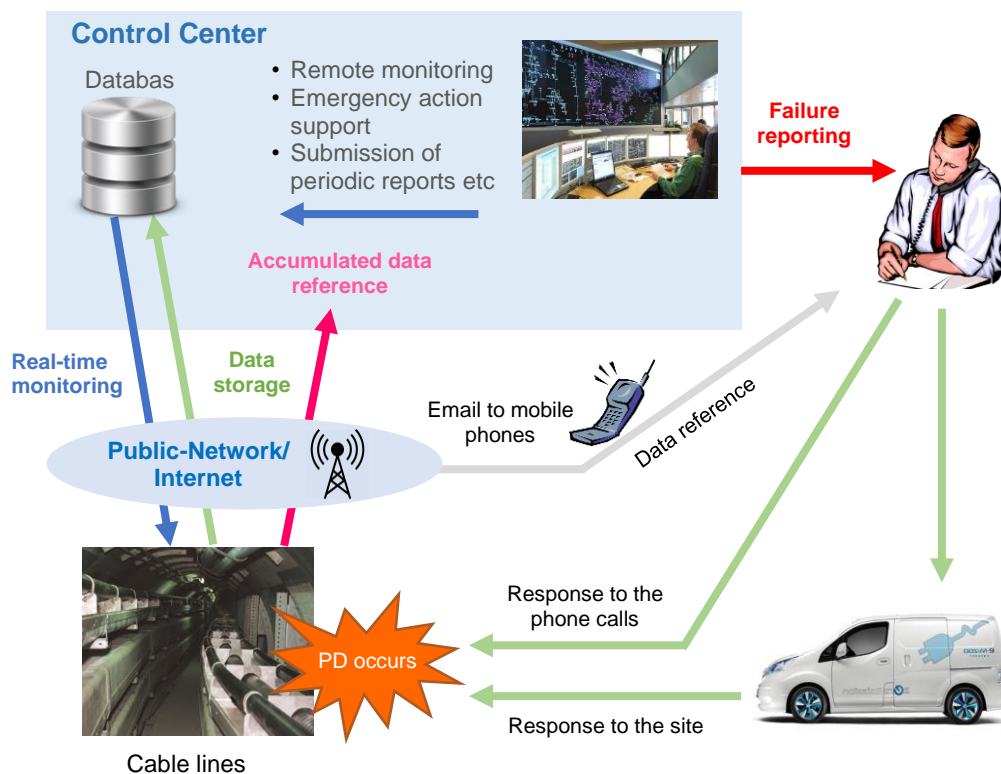 Control Center
Databas
• Remote monitoring
• Emergency action
support
• Submission of
periodic reports etc
Failure
reporting
Accumulated data
reference
Real-time
monitoring
Data
storage
Email to mobile
phones
Data reference
Public-Network/
Internet
Response to the
phone calls
PD occurs
Response to the site
Cable lines